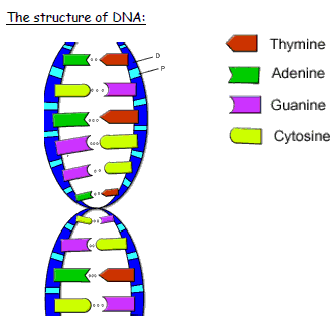 The structure of DNA:
D
P
Thymine
Adenine
Guanine
Cytosine